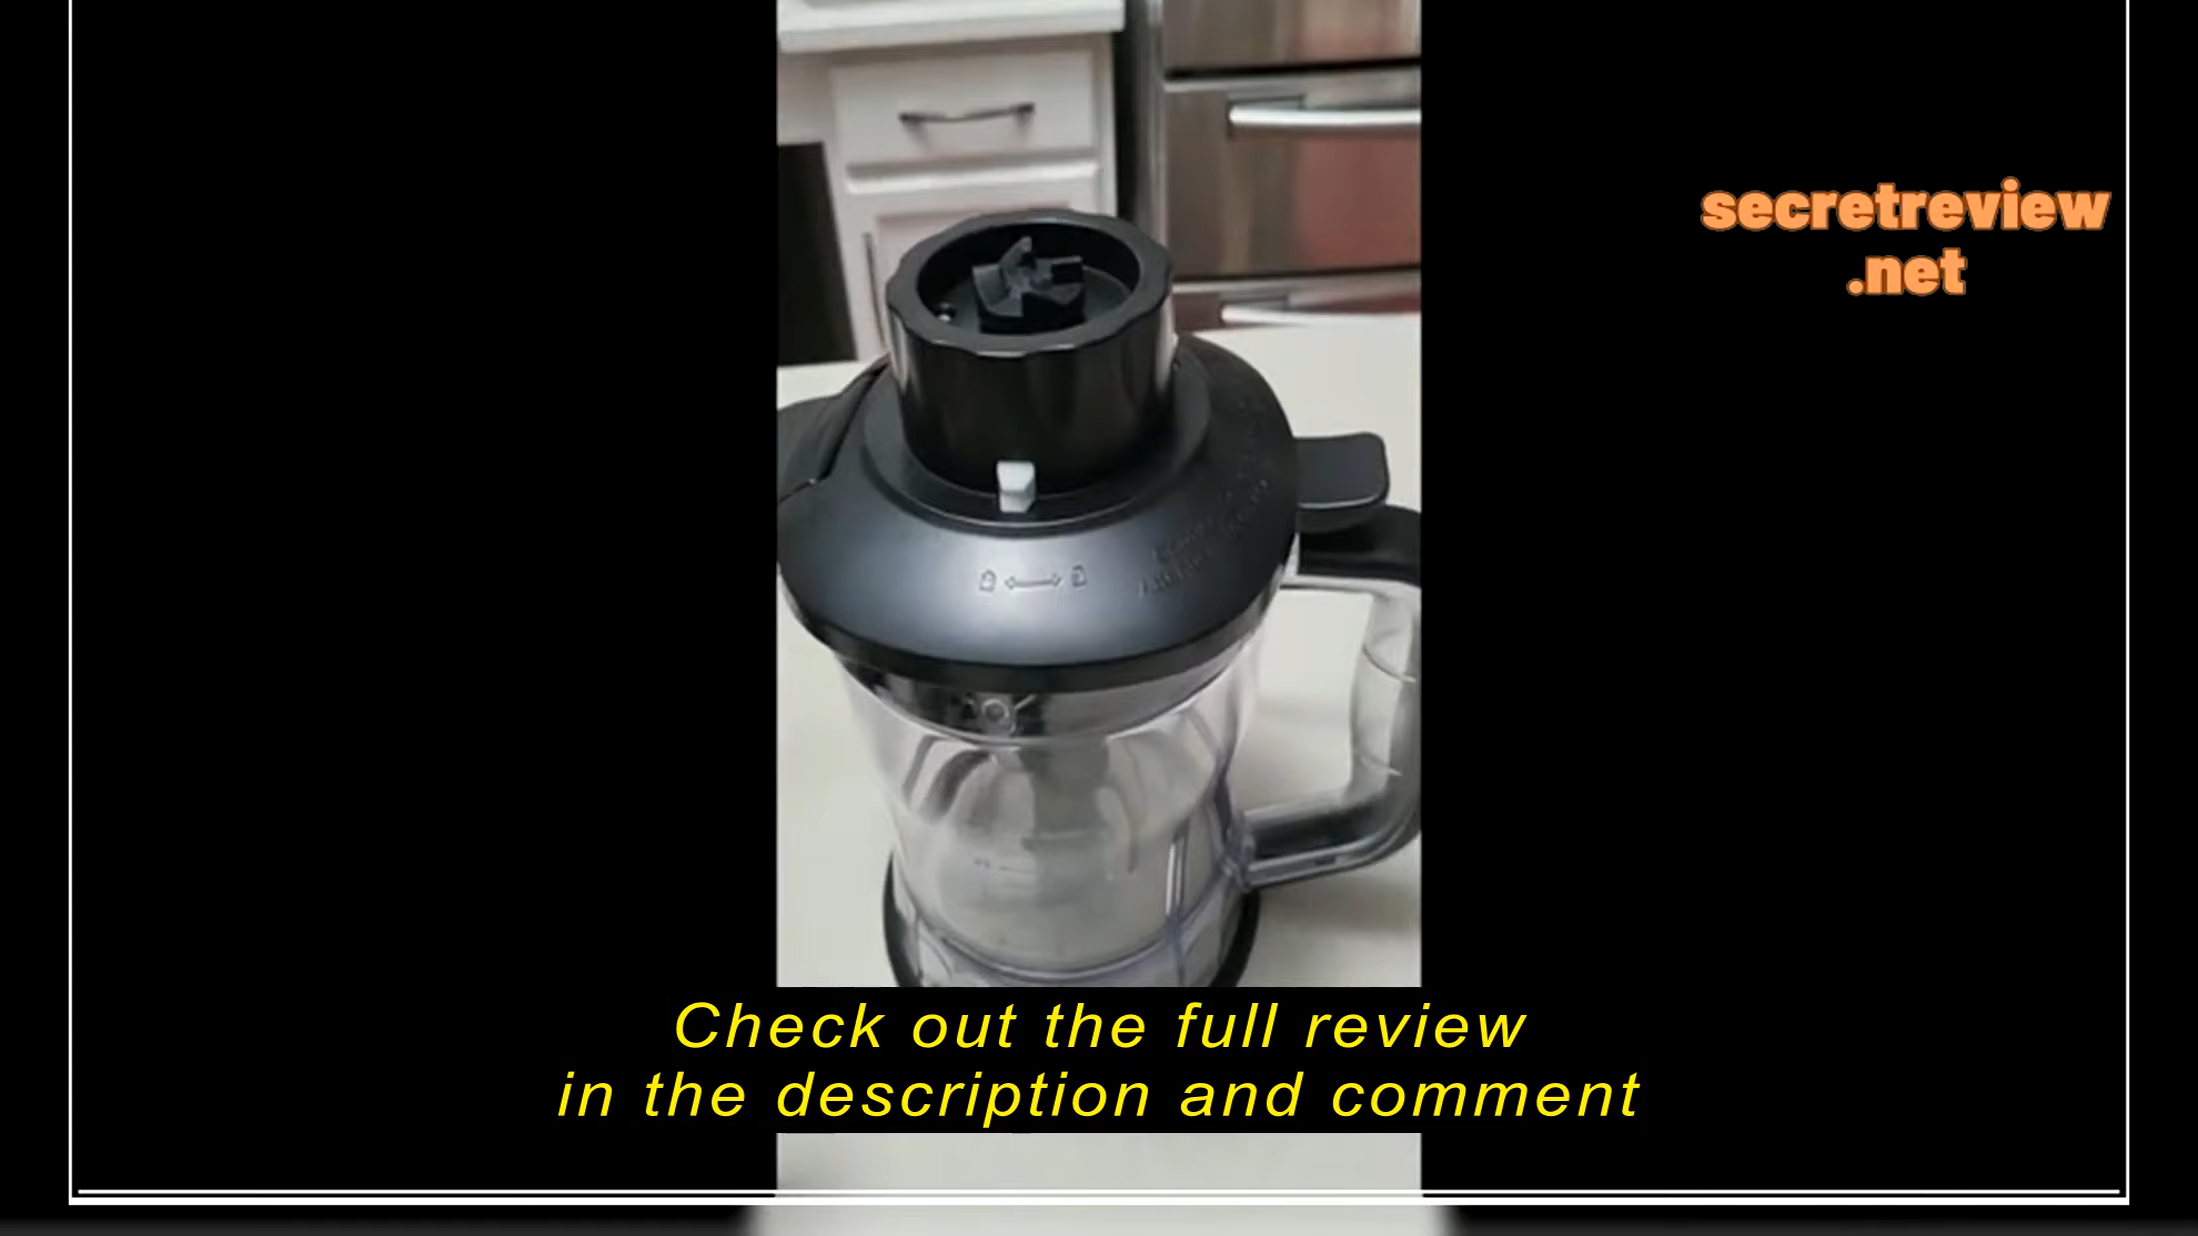 secretreview
.net
Check out the full review
in the description and comment